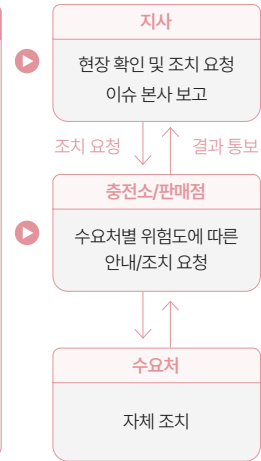 지사
현장 확인 및 조치 요청
이슈 본사 보고
조치 요청
결과 통보
충전소/판매점
수요처별 위험도에 따른
안내/조치 요청
수요처
자체 조치